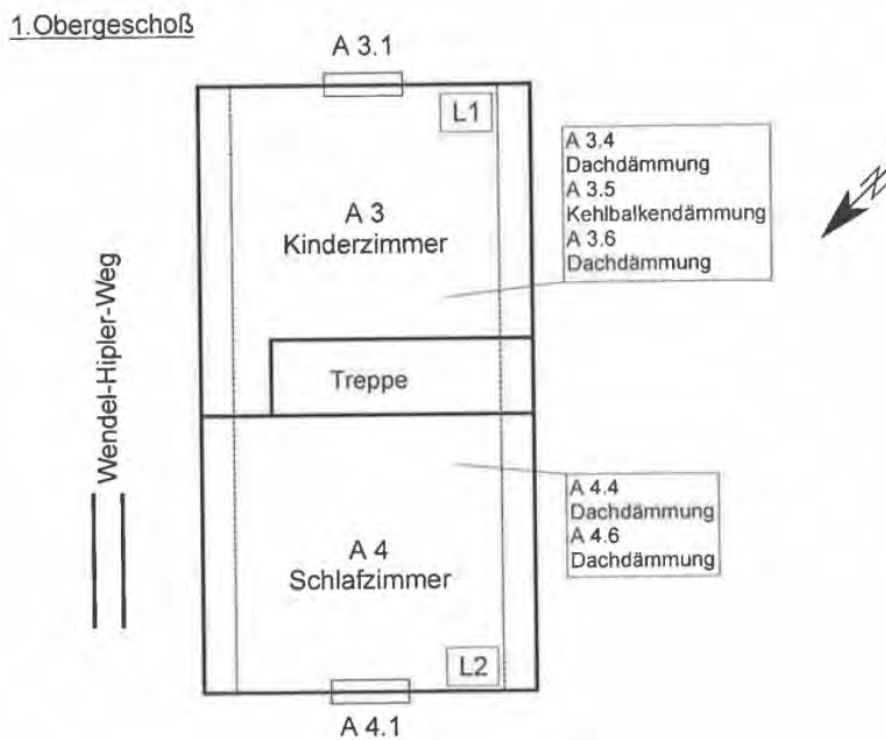 1.Obergeschoß
A 3.1
L1
A 3.4
Dachdämmung
A 3.5
Kehlbalkendämmung
A 3.6
Dachdämmung
N
A 3
Kinderzimmer
Wendel-Hipler-Weg
Treppe
A 4.4
Dachdämmung
A 4.6
Dachdämmung
A 4
Schlafzimmer
L2
A 4.1